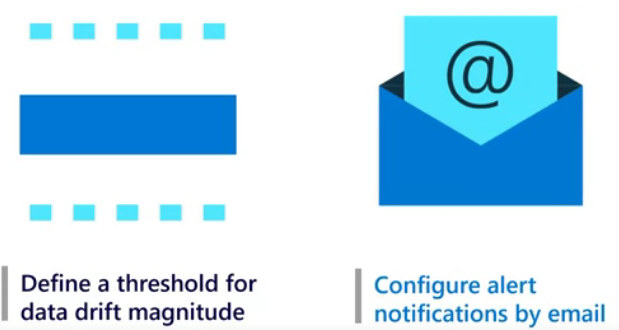 @
Define a threshold for
data drift magnitude
Configure alert
notifications by email